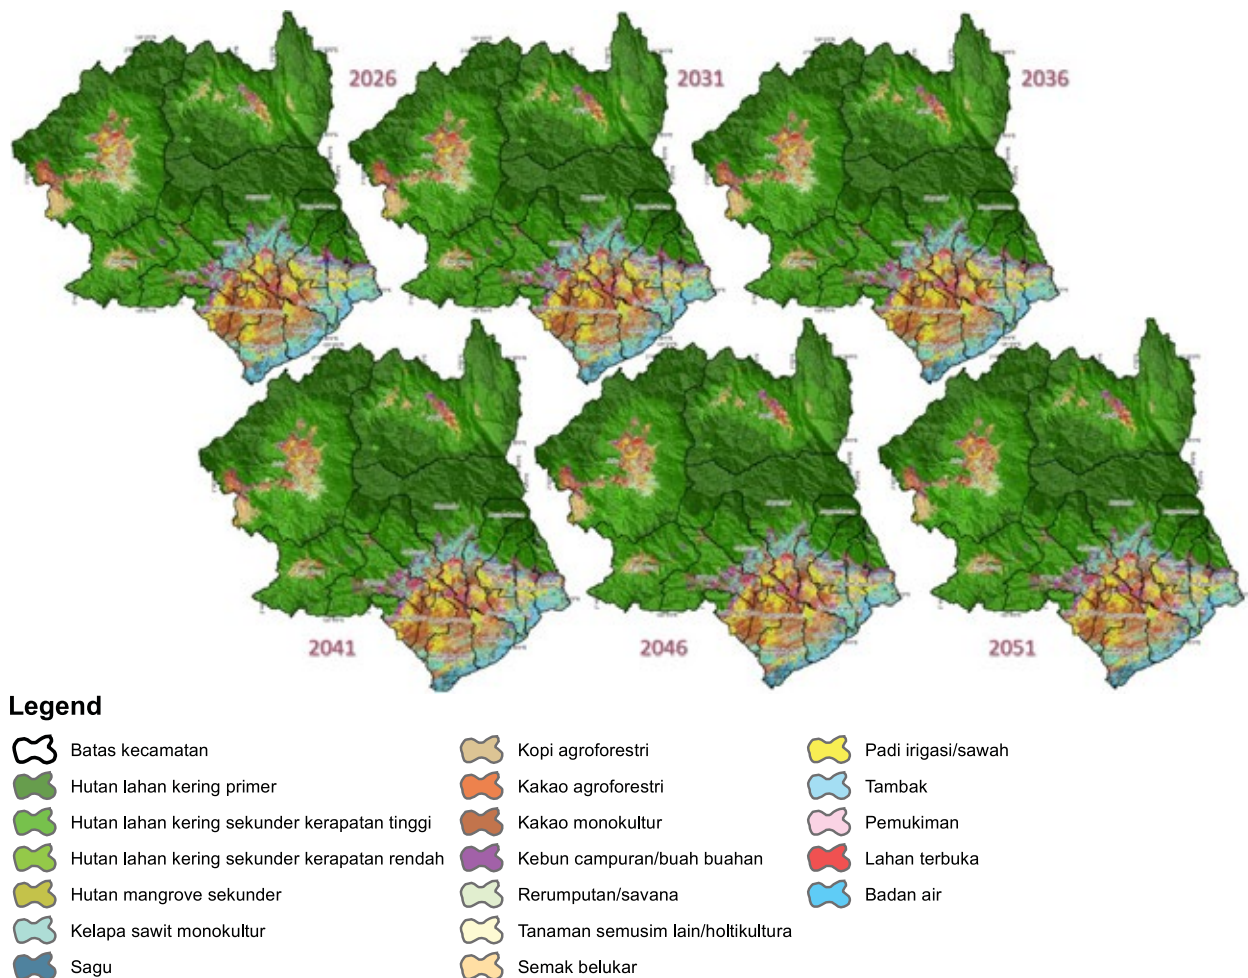 2026
2031
2036
2041
2046
2051
Legend
Batas kecamatan
Hutan lahan kering primer
Hutan lahan kering sekunder kerapatan tinggi
Hutan lahan kering sekunder kerapatan rendah
Hutan mangrove sekunder
Kelapa sawit monokultur
Sagu
Kopi agroforestri
Kakao agroforestri
Kakao monokultur
Kebun campuran/buah buahan
Rerumputan/savana
Tanaman semusim lain/holtikultura
Semak belukar
Padi irigasi/sawah
Tambak
Pemukiman
Lahan terbuka
Badan air